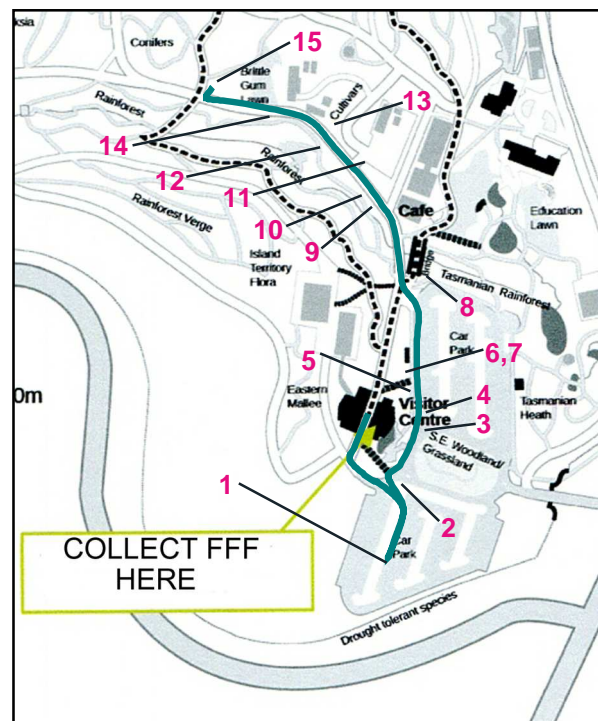 ksia
Conifers
15
Brittle
Gum
Lawn
Cultivars
13
Rainforest
14
12
Rainforest
11
10
9
Cafe
Education
Lawn
Rainforest Verge
Island
Territory
Flora
Bridge
Tasmanian Rainforest
8
Car
Park
6,7
5
0m
Eastern
Mallee
Visitor
Centre
4
3
Tasmanian
Heath
S.E. Woodland/
Grassland
1
2
COLLECT FFF
HERE
Car
Park
Drought tolerant species